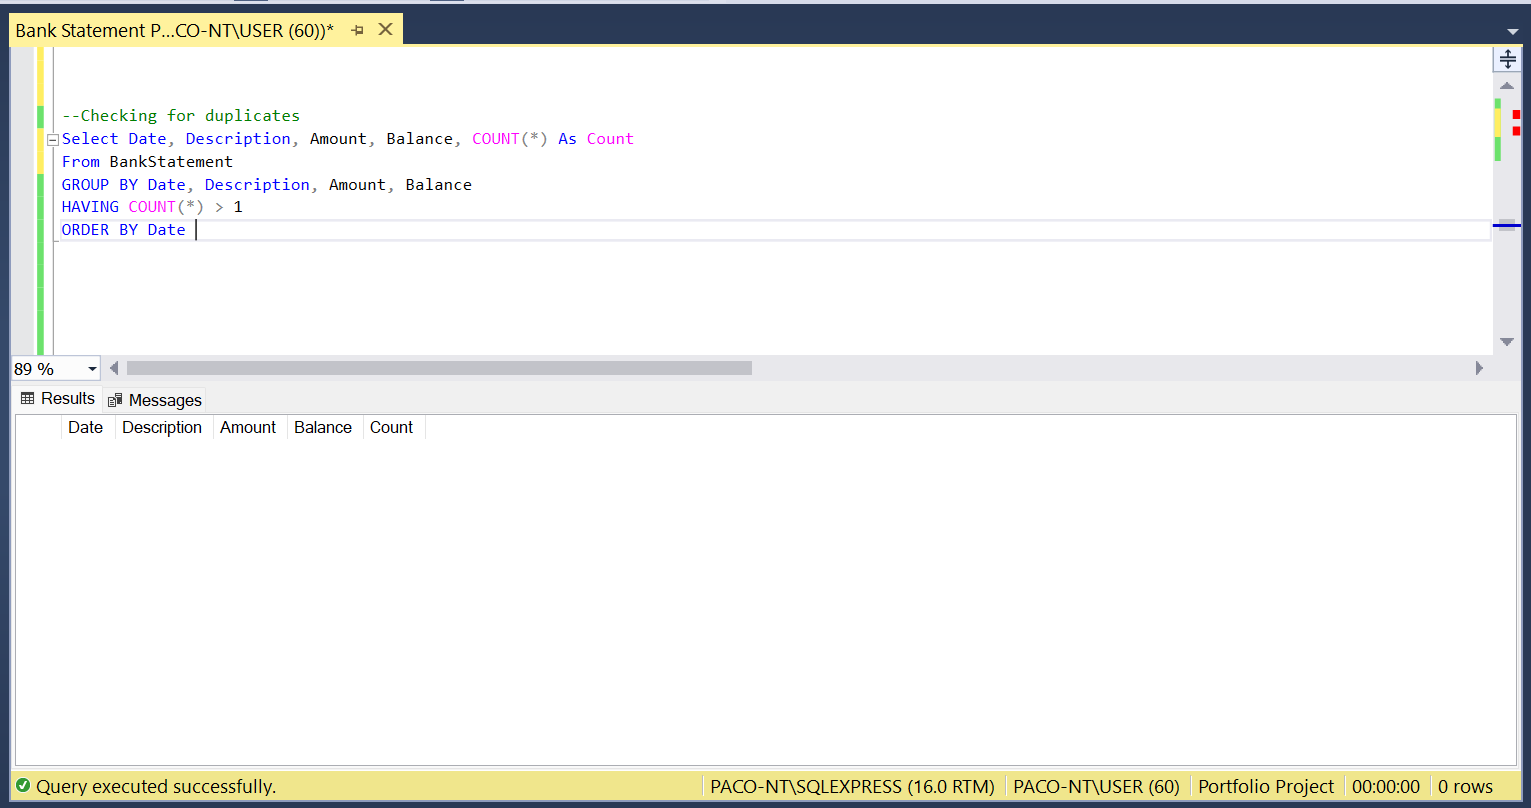 Bank Statement P...CO-NT\USER (60))*
--Checking for duplicates
Select Date, Description, Amount, Balance, COUNT(*) As Count
From BankStatement
GROUP BY Date, Description, Amount, Balance
HAVING COUNT(*) > 1
ORDER BY Date
89 %
Results Messages
Date Description Amount Balance Count
Query executed successfully. PACO-NT\SQLEXPRESS (16.0 RTM) PACO-NT\USER (60) Portfolio Project 00:00:00 0 rows